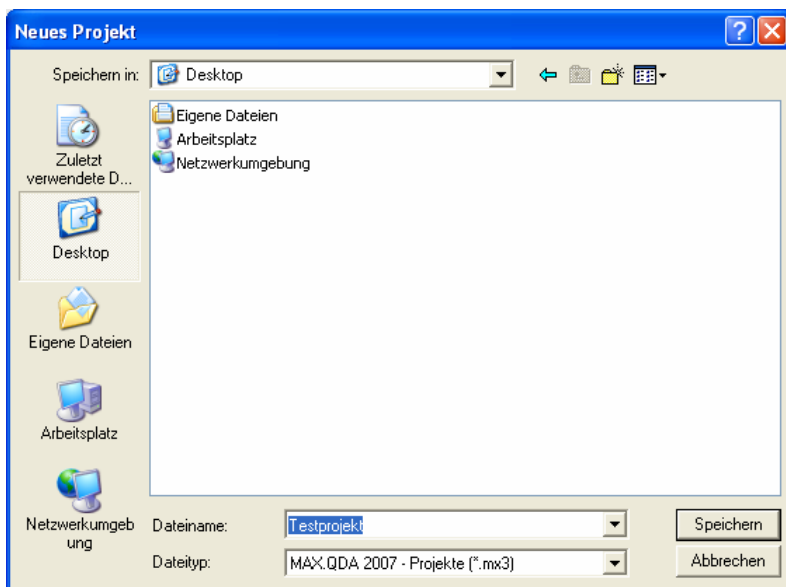 Neues Projekt
Speichern in: Desktop
Eigene Dateien
Arbeitsplatz
Netzwerkumgebung
Zuletzt
verwendete D...
Desktop
Eigene Dateien
Arbeitsplatz
Netzwerkumgeb
ung
Dateiname: Testprojekt Speichern
Dateityp: MAX.QDA 2007 - Projekte (*.mx3) Abbrechen